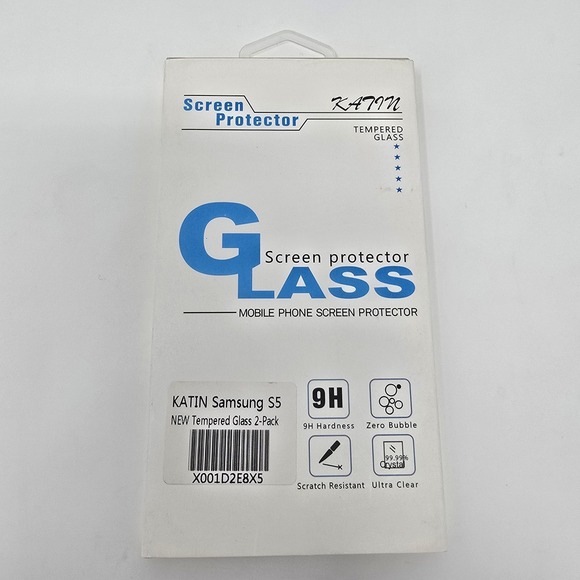 Screen
Protector
KATIN
TEMPERED
GLASS
GLASS
Screen protector
MOBILE PHONE SCREEN PROTECTOR
KATIN Samsung S5
NEW Tempered Glass 2-Pack
X001D2E8X5
9H
9H Hardness
Zero Bubble
Scratch Resistant
99.99%
Crystal
Ultra Clear